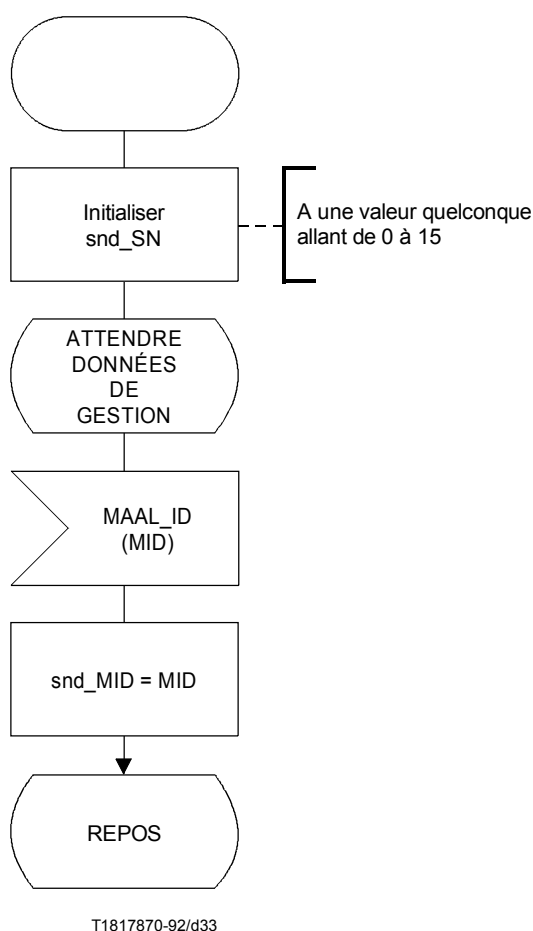 Initialiser
snd_SN
A une valeur quelconque
allant de 0 à 15
ATTENDRE
DONNÉES
DE
GESTION
MAAL_ID
(MID)
snd_MID = MID
REPOS
T1817870-92/d33